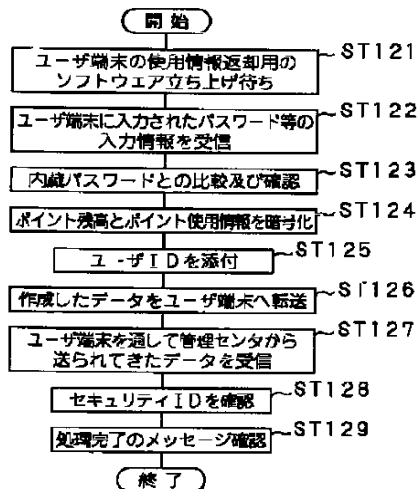 開始
ユーザ端末の使用情報返却用の ST121
ソフトウェア立ち上げ待ち
ユーザ端末に入力されたパスワード等の ST122
入力情報を受信
内蔵パスワードとの比較及び確認 ST123
ポイント残高とポイント使用情報を暗号化 ST124
ユーザIDを添付 ST125
作成したデータをユーザ端末へ転送 ST126
ユーザ端末を通して管理センタから ST127
送られてきたデータを受信
セキュリティIDを確認 ST128
処理完了のメッセージ確認 ST129
終了